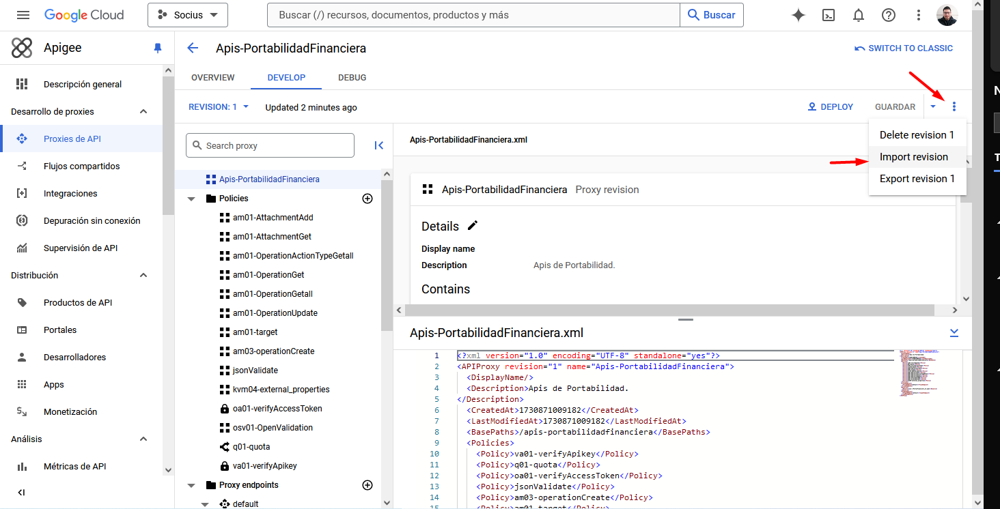 Google Cloud
Socius
Buscar (/) recursos, documentos, productos y más
Buscar
Apigee
Apis-PortabilidadFinanciera
SWITCH TO CLASSIC
OVERVIEW
DEVELOP
DEBUG
REVISION: 1
Updated 2 minutes ago
DEPLOY
GUARDAR
Delete revision 1
Import revision
Export revision 1
Descripción general
Desarrollo de proxies
Proxies de API
Flujos compartidos
Integraciones
Depuración sin conexión
Supervisión de API
Distribución
Productos de API
Portales
Desarrolladores
Apps
Monetización
Análisis
Métricas de API
Search proxy
Apis-PortabilidadFinanciera
Policies
am01-AttachmentAdd
am01-AttachmentGet
am01-OperationActionTypeGetall
am01-OperationGet
am01-OperationGetall
am01-OperationUpdate
am01-target
am03-operationCreate
jsonValidate
kvm04-external_properties
oa01-verifyAccessToken
osv01-OpenValidation
q01-quota
va01-verifyApikey
Proxy endpoints
default
Apis-PortabilidadFinanciera.xml
Apis-PortabilidadFinanciera Proxy revision
Details
Display name
Description Apis de Portabilidad.
Contains
Apis-PortabilidadFinanciera.xml
1 <?xml version="1.0" encoding="UTF-8" standalone="yes"?>
2 <APIProxy revision="1" name="Apis-PortabilidadFinanciera">
3 <DisplayName/>
4 <Description>Apis de Portabilidad.
5 </Description>
6 <CreatedAt>1730871009182</CreatedAt>
7 <LastModifiedAt>1730871009182</LastModifiedAt>
8 <BasePaths>/apis-portabilidadfinanciera</BasePaths>
9 <Policies>
10 <Policy>va01-verifyApikey</Policy>
11 <Policy>q01-quota</Policy>
12 <Policy>oa01-verifyAccessToken</Policy>
13 <Policy>jsonValidate</Policy>
14 <Policy>am03-operationCreate</Policy>
15 <Policy>am01-target</Policy>